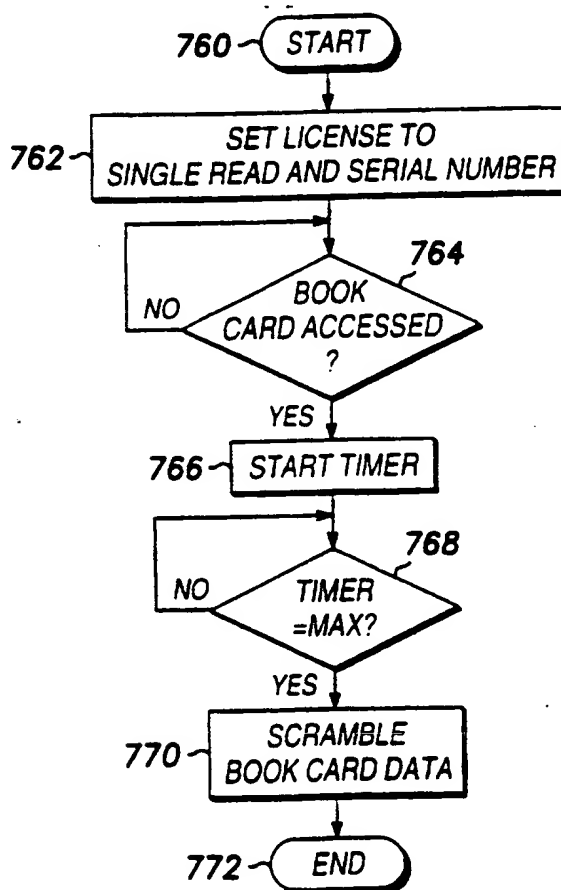 760 START
762 SET LICENSE TO
SINGLE READ AND SERIAL NUMBER
764
BOOK
NO CARD ACCESSED
?
YES
766 START TIMER
768
NO TIMER
=MAX?
YES
770 SCRAMBLE
BOOK CARD DATA
772 END